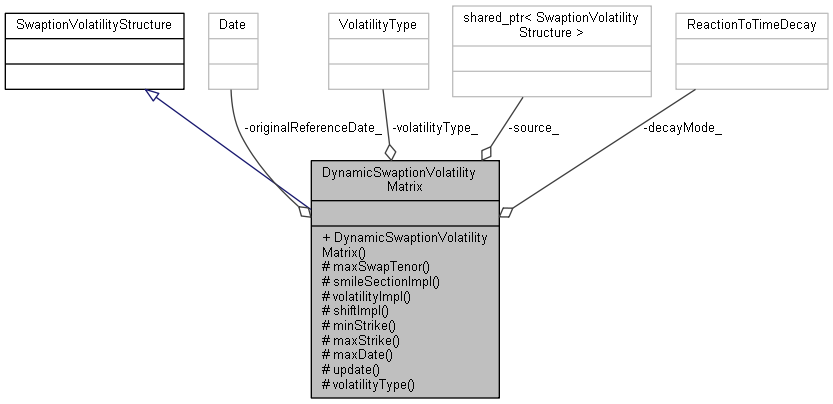 SwaptionVolatilityStructure
Date
VolatilityType
shared_ptr< SwaptionVolatility
Structure >
ReactionToTimeDecay
-originalReferenceDate_
-volatilityType_
-source_
-decayMode_
DynamicSwaptionVolatility
Matrix
+ DynamicSwaptionVolatility
Matrix()
# maxSwapTenor()
# smileSectionImpl()
# volatilityImpl()
# shiftImpl()
# minStrike()
# maxStrike()
# maxDate()
# update()
# volatilityType()